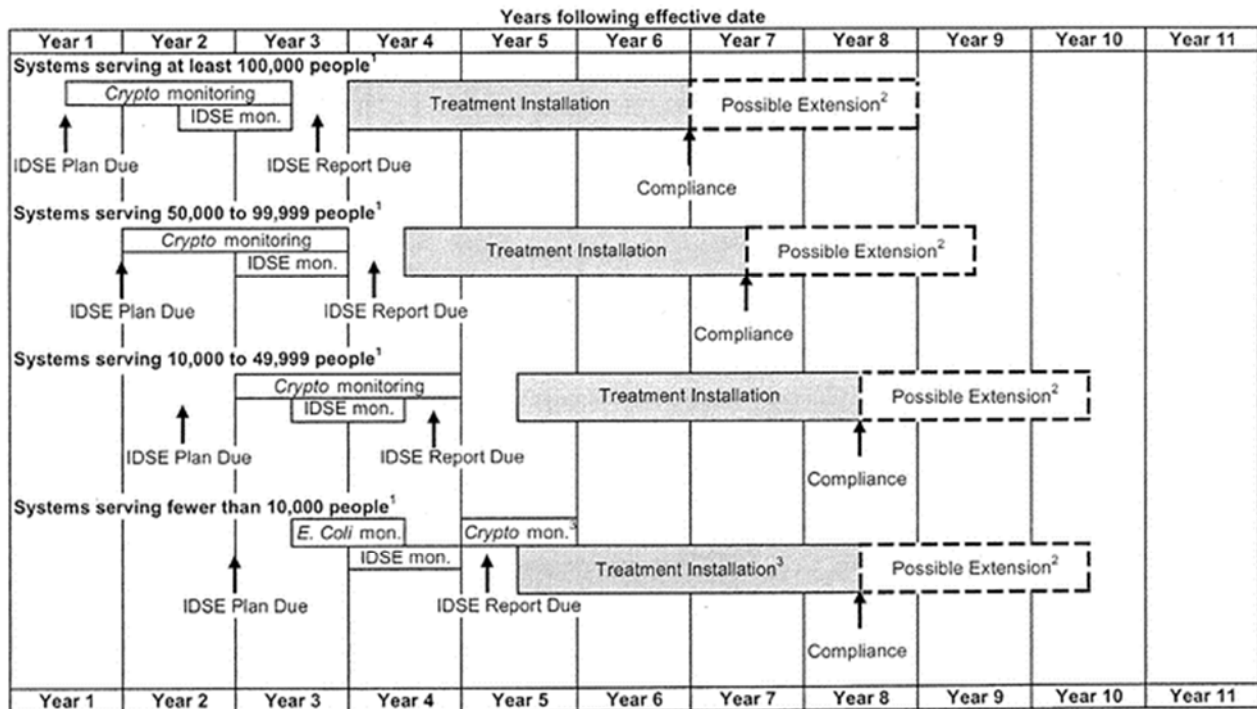 Years following effective date
Year 1 Year 2 Year 3 Year 4 Year 5 Year 6 Year 7 Year 8 Year 9 Year 10 Year 11
Systems serving at least 100,000 people¹
Crypto monitoring
Treatment Installation Possible Extension²
IDSE mon.
IDSE Plan Due IDSE Report Due
Compliance
Systems serving 50,000 to 99,999 people¹
Crypto monitoring
Treatment Installation Possible Extension²
IDSE mon.
IDSE Plan Due IDSE Report Due
Compliance
Systems serving 10,000 to 49,999 people¹
Crypto monitoring
Treatment Installation Possible Extension²
IDSE mon.
IDSE Plan Due IDSE Report Due
Compliance
Systems serving fewer than 10,000 people¹
E. Coli mon. Crypto mon.³
IDSE mon.
Treatment Installation³ Possible Extension²
IDSE Plan Due IDSE Report Due
Compliance
Year 1 Year 2 Year 3 Year 4 Year 5 Year 6 Year 7 Year 8 Year 9 Year 10 Year 11